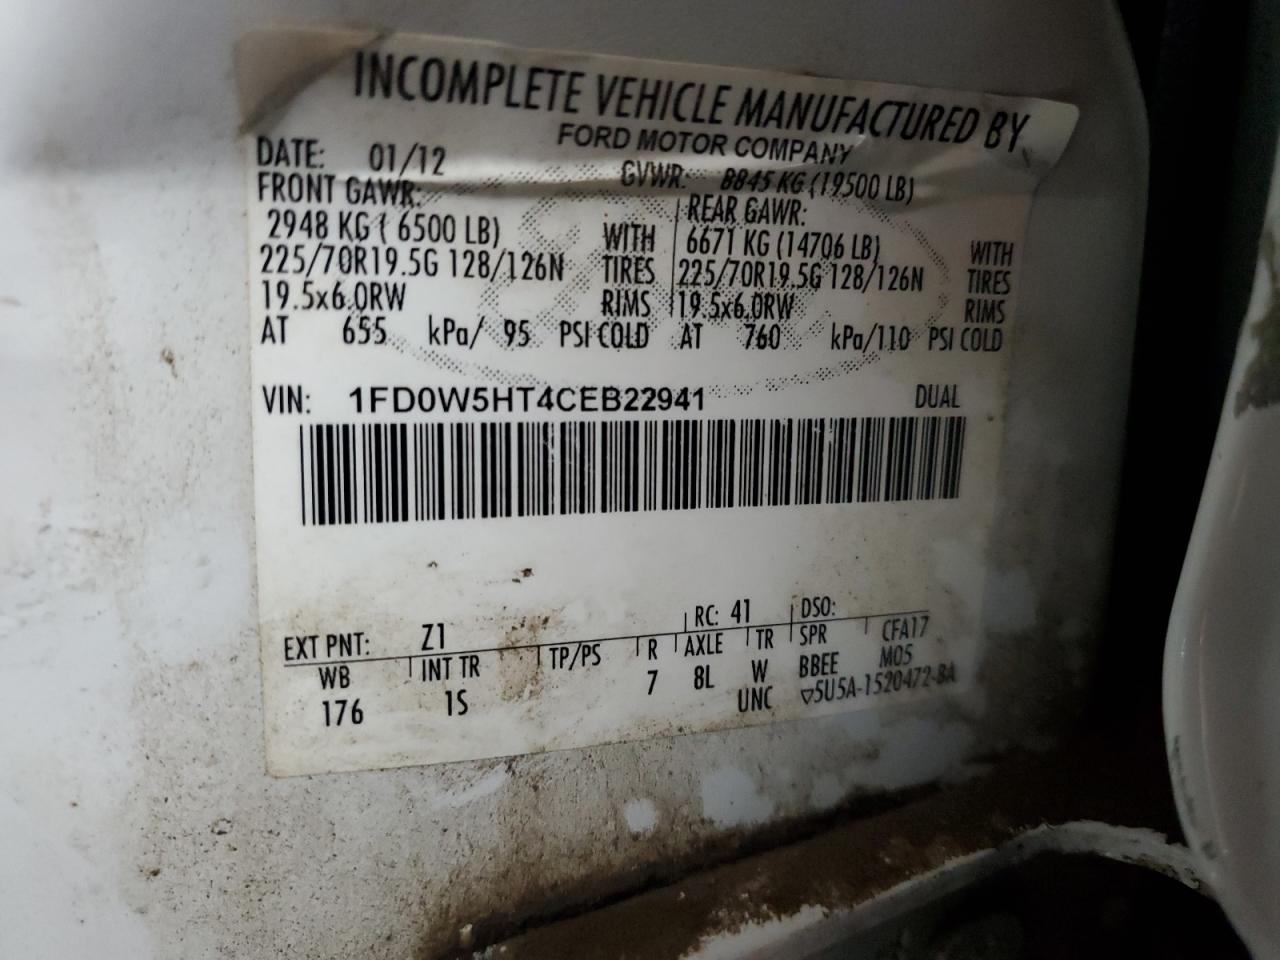 INCOMPLETE VEHICLE MANUFACTURED BY
FORD MOTOR COMPANY
DATE: 01/12 GVWR: 8845 KG (19500 LB)
FRONT GAWR: REAR GAWR:
2948 KG ( 6500 LB) WITH 6671 KG (14706 LB) WITH
225/70R19.5G 128/126N TIRES 225/70R19.5G 128/126N TIRES
19.5x6.0RW RIMS 19.5x6.0RW RIMS
AT 655 kPa/ 95 PSI COLD AT 760 kPa/110 PSI COLD
VIN: 1FD0W5HT4CEB22941 DUAL
EXT PNT: Z1 RC: 41 DSO:
WB INT TR TP/PS R AXLE TR SPR CFA17
176 1S 7 8L W BBEE M05
UNC ▽5U5A-1520472-BA